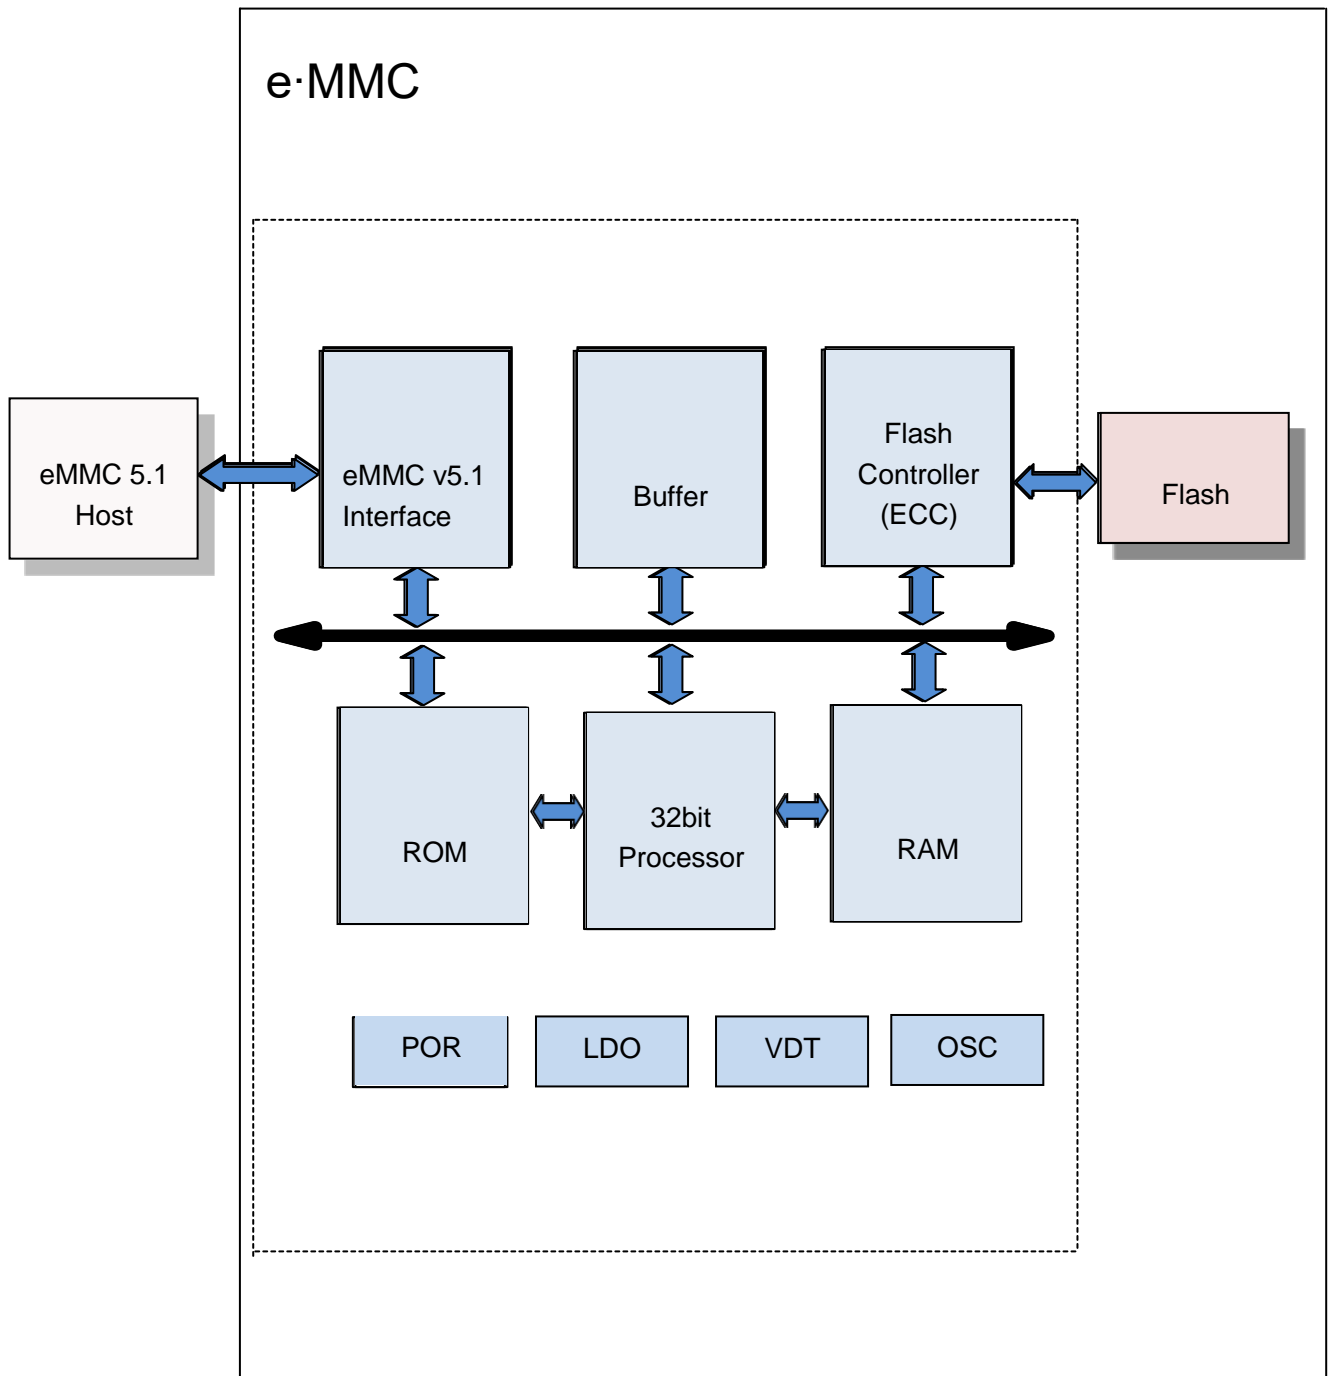 e·MMC
eMMC 5.1
Host
eMMC v5.1
Interface
Buffer
Flash
Controller
(ECC)
Flash
ROM
32bit
Processor
RAM
POR
LDO
VDT
OSC